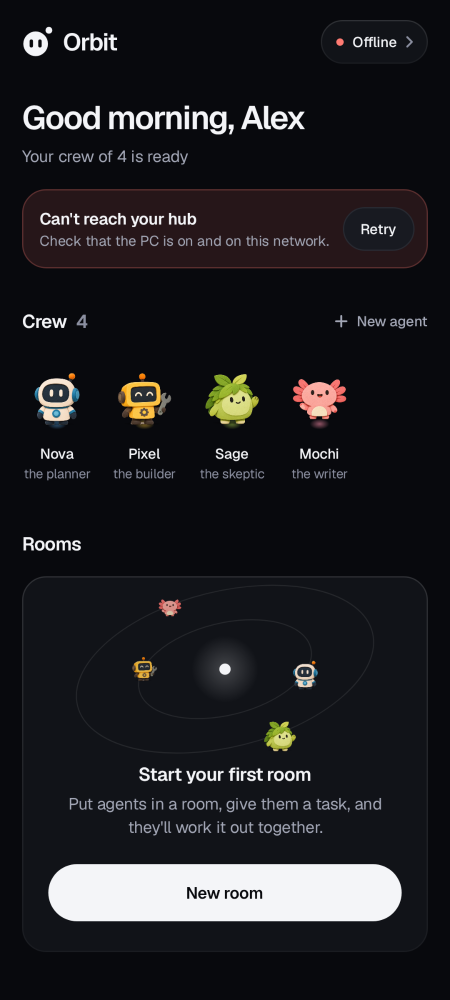 Orbit
Offline
Good morning, Alex
Your crew of 4 is ready
Can't reach your hub
Check that the PC is on and on this network.
Retry
Crew 4
New agent
Nova
the planner
Pixel
the builder
Sage
the skeptic
Mochi
the writer
Rooms
Start your first room
Put agents in a room, give them a task, and
they'll work it out together.
New room